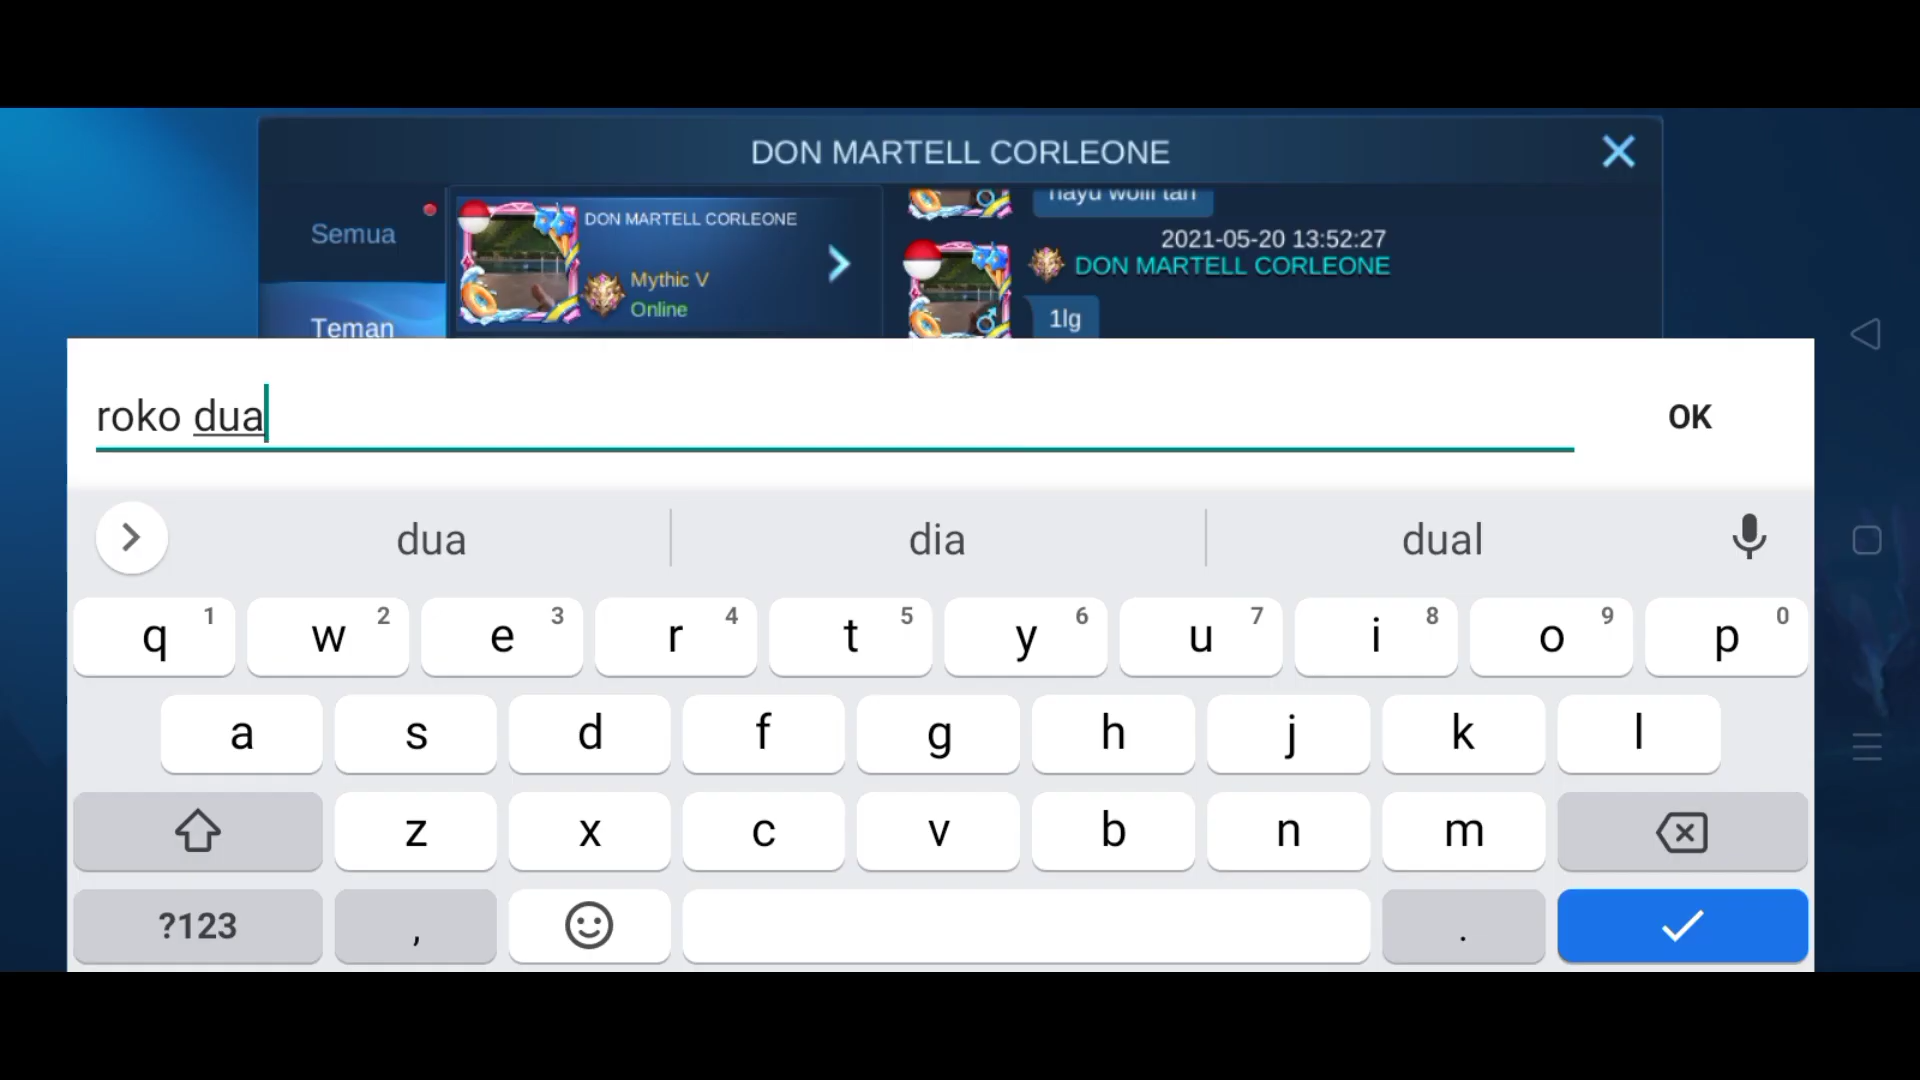 DON MARTELL CORLEONE
Semua
DON MARTELL CORLEONE
Mythic V
Online
Teman
2021-05-20 13:52:27
DON MARTELL CORLEONE
1lg
roko dua
OK
dua dia dual
q 1 w 2 e 3 r 4 t 5 y 6 u 7 i 8 o 9 p 0
a s d f g h j k l
z x c v b n m
?123 , .